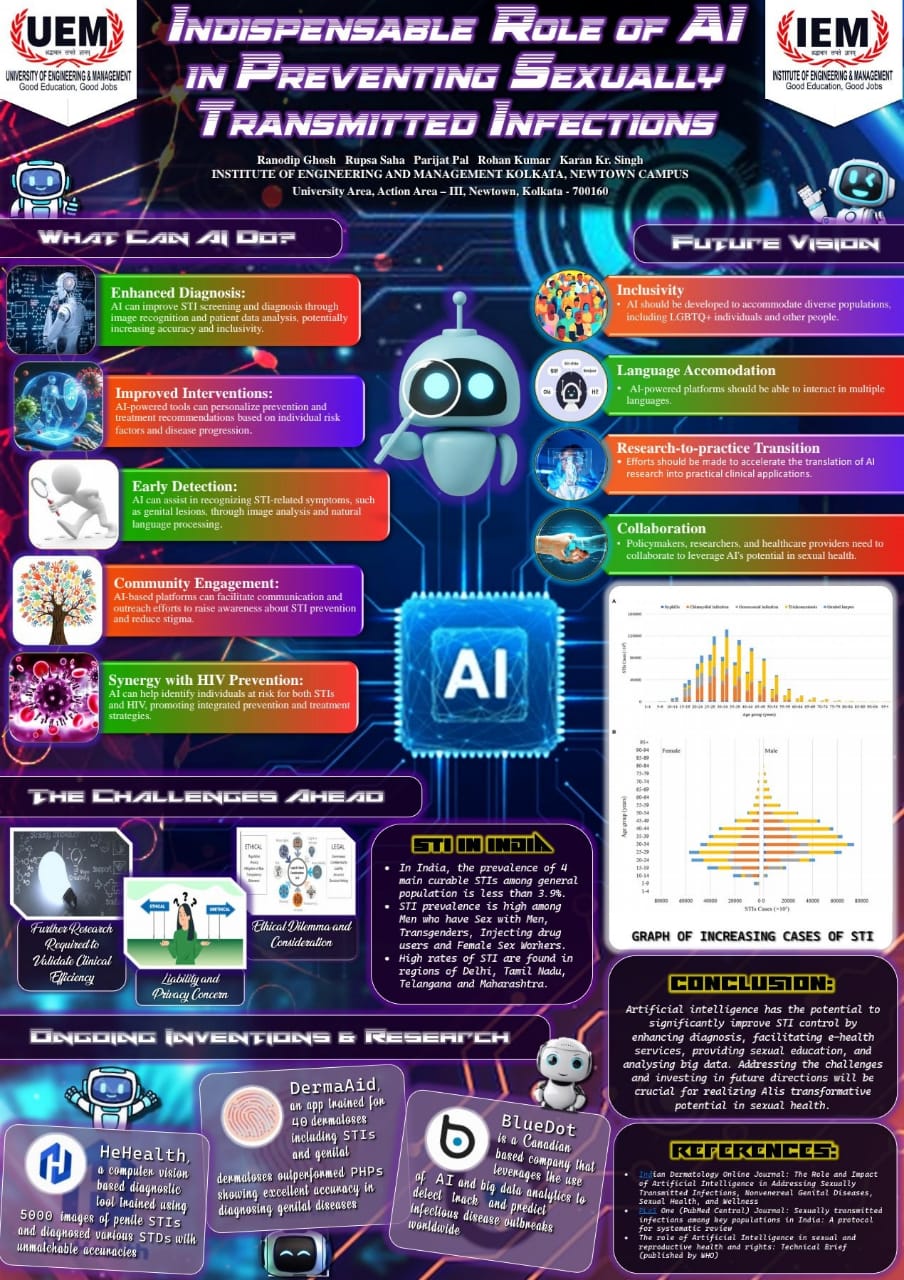 UEM
UNIVERSITY OF ENGINEERING & MANAGEMENT
Good Education, Good Jobs
Indispensable Role of AI
in Preventing Sexually
Transmitted Infections
IEM
INSTITUTE OF ENGINEERING & MANAGEMENT
Good Education, Good Jobs
Ranodip Ghosh Rupsa Saha Parijat Pal Rohan Kumar Karan Kr. Singh
INSTITUTE OF ENGINEERING AND MANAGEMENT KOLKATA, NEWTOWN CAMPUS
University Area, Action Area – III, Newtown, Kolkata - 700160
What Can AI Do?
Enhanced Diagnosis:
AI can improve STI screening and diagnosis through
image recognition and patient data analysis, potentially
increasing accuracy and inclusivity.
Improved Interventions:
AI-powered tools can personalize prevention and
treatment recommendations based on individual risk
factors and disease progression.
Early Detection:
AI can assist in recognizing STI-related symptoms, such
as genital lesions, through image analysis and natural
language processing.
Community Engagement:
AI-based platforms can facilitate communication and
outreach efforts to raise awareness about STI prevention
and reduce stigma.
Synergy with HIV Prevention:
AI can help identify individuals at risk for both STIs
and HIV, promoting integrated prevention and treatment
strategies.
AI
Future Vision
Inclusivity
• AI should be developed to accommodate diverse populations,
including LGBTQ+ individuals and other people.
Language Accomodation
• AI-powered platforms should be able to interact in multiple
languages.
Research-to-practice Transition
• Efforts should be made to accelerate the translation of AI
research into practical clinical applications.
Collaboration
• Policymakers, researchers, and healthcare providers need to
collaborate to leverage AI's potential in sexual health.
A
Age group (years)
B
Female
Male
Age group (years)
STIs Cases
GRAPH OF INCREASING CASES OF STI
The Challenges Ahead
Further Research
Required to
Validate Clinical
Efficiency
ETHICAL
UNETHICAL
Liability and
Privacy Concern
ETHICAL
LEGAL
Ethical Dilemma and
Consideration
STI IN INDIA
• In India, the prevalence of 4
main curable STIs among general
population is less than 3.9%.
• STI prevalence is high among
Men who have Sex with Men,
Transgenders, Injecting drug
users and Female Sex Workers.
• High rates of STI are found in
regions of Delhi, Tamil Nadu,
Telangana and Maharashtra.
Ongoing Inventions & Research
HeHealth,
a computer vision
based diagnostic
tool trained using
5000 images of penile STIs
and diagnosed various STDs with
unmatchable accuracies
DermaAid,
an app trained for
40 dermatoses
including STIs
and genital
dermatoses outperformed PHPs
showing excellent accuracy in
diagnosing genital diseases
BlueDot
is a Canadian
based company that
leverages the use
of AI and big data analytics to
detect track and predict
infectious disease outbreaks
worldwide
CONCLUSION:
Artificial intelligence has the potential to
significantly improve STI control by
enhancing diagnosis, facilitating e-health
services, providing sexual education, and
analysing big data. Addressing the challenges
and investing in future directions will be
crucial for realizing AIis transformative
potential in sexual health.
REFERENCES:
• Indian Dermatology Online Journal: The Role and Impact
of Artificial Intelligence in Addressing Sexually
Transmitted Infections, Nonvenereal Genital Diseases,
Sexual Health, and Wellness
• PLoS One (PubMed Central) Journal: Sexually transmitted
infections among key populations in India: A protocol
for systematic review
• The role of Artificial Intelligence in sexual and
reproductive health and rights: Technical Brief
(published by WHO)